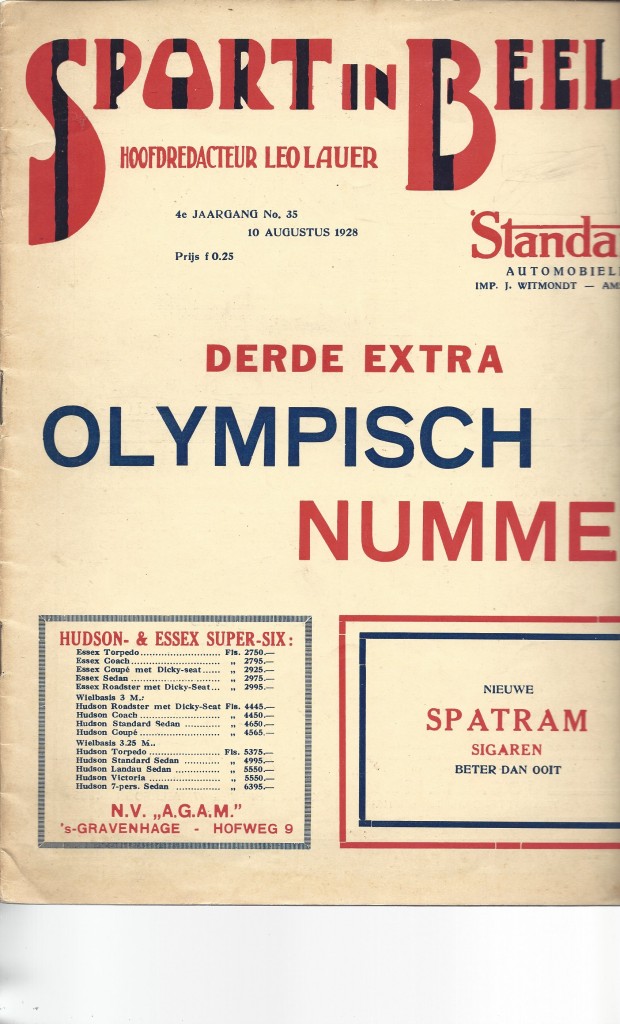 SPORT IN BEEL
HOOFDREDACTEUR LEO LAUER
4e JAARGANG No. 35
10 AUGUSTUS 1928
Prijs f 0.25
'Standa
AUTOMOBIEL
IMP. J. WITMONDT — AM
DERDE EXTRA
OLYMPISCH
NUMME
HUDSON- & ESSEX SUPER-SIX:
Essex Torpedo.................... Fls. 2750.—
Essex Coach...................... „ 2795.—
Essex Coupé met Dicky-seat...... „ 2925.—
Essex Sedan ..................... „ 2975.—
Essex Roadster met Dicky-Seat... „ 2995.—
Wielbasis 3 M.:
Hudson Roadster met Dicky-Seat Fls. 4445.—
Hudson Coach .................... „ 4450.—
Hudson Standard Sedan .......... „ 4650.—
Hudson Coupé .................... „ 4565.—
Wielbasis 3.25 M..
Hudson Torpedo .................. Fls. 5375.—
Hudson Standard Sedan .......... „ 4995.—
Hudson Landau Sedan ............ „ 5550.—
Hudson Victoria ................. „ 5550.—
Hudson 7-pers. Sedan ........... „ 6395.—
N.V. „A.G.A.M.”
's-GRAVENHAGE - HOFWEG 9
NIEUWE
SPATRAM
SIGAREN
BETER DAN OOIT